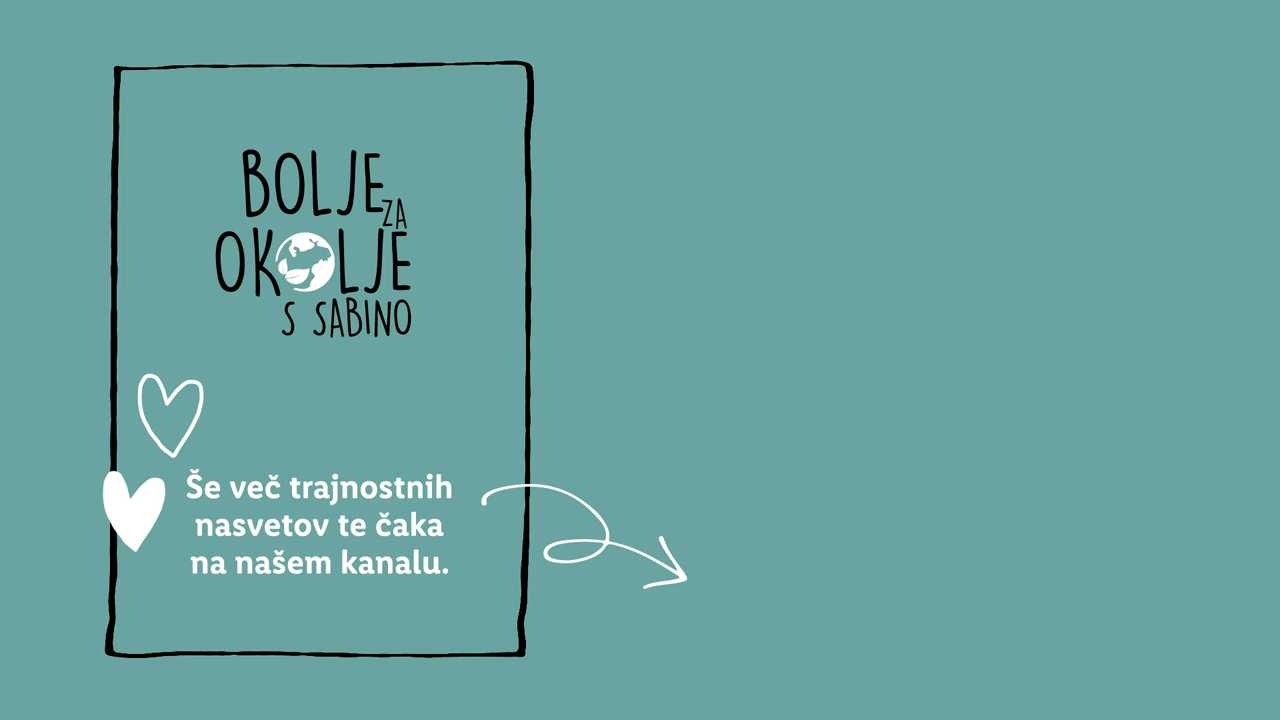 BOLJE
ZA
OKOLJE
S SABINO
Še več trajnostnih
nasvetov te čaka
na našem kanalu.